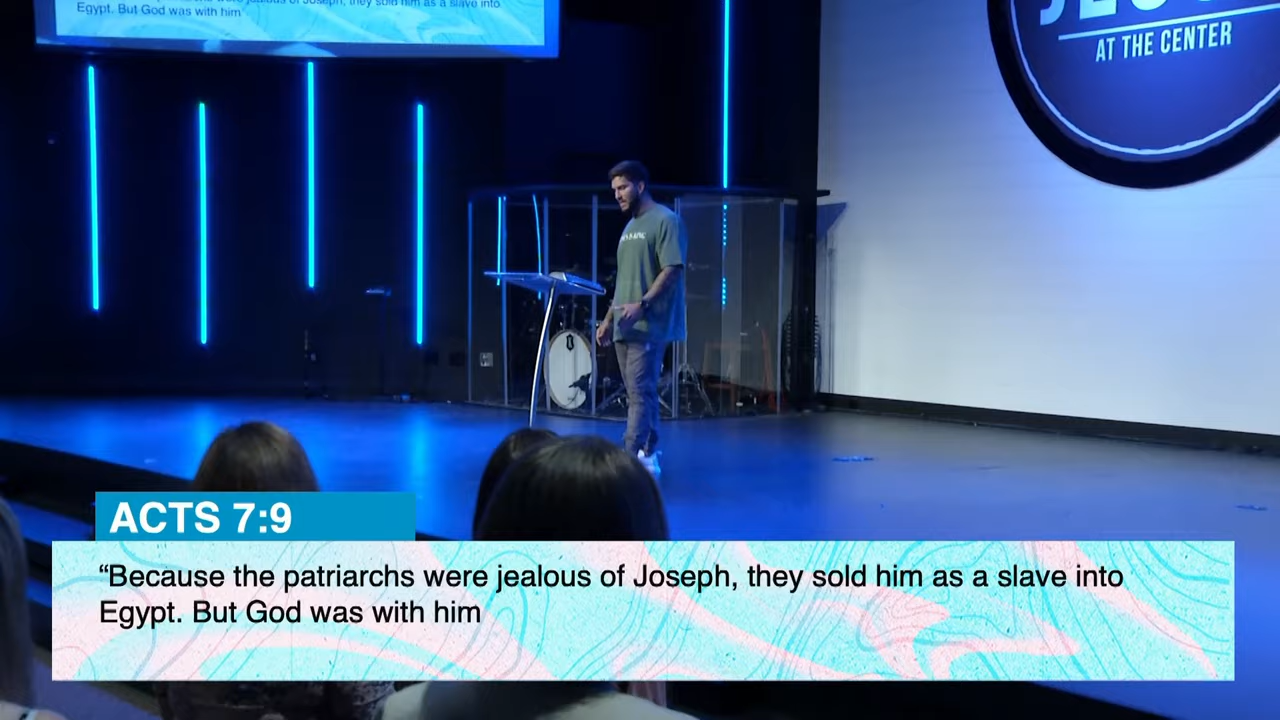 Egypt. But God was with him
AT THE CENTER
ACTS 7:9
“Because the patriarchs were jealous of Joseph, they sold him as a slave into
Egypt. But God was with him